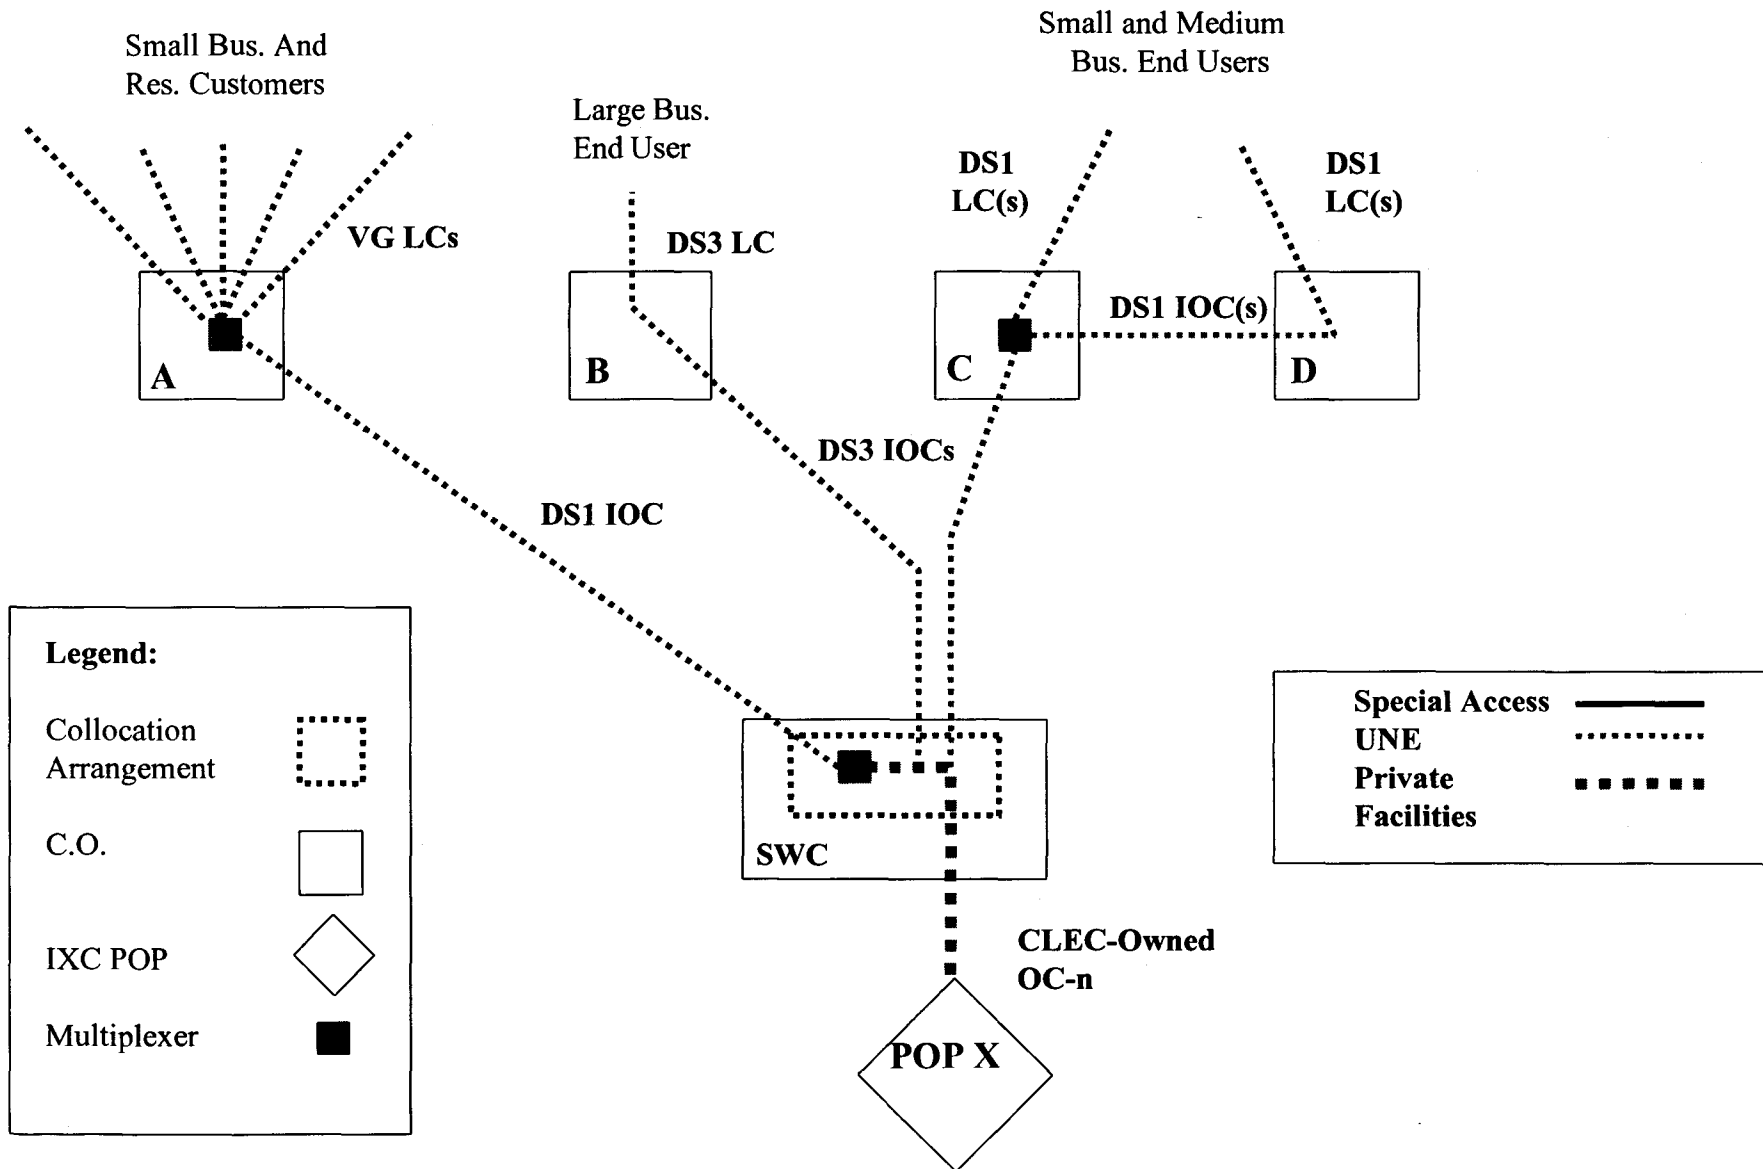 Small Bus. And
Res. Customers
Large Bus.
End User
Small and Medium
Bus. End Users
DS1
LC(s)
DS1
LC(s)
VG LCs
DS3 LC
DS1 IOC(s)
A
B
C
D
DS3 IOCs
DS1 IOC
Legend:
Collocation
Arrangement
C.O.
IXC POP
Multiplexer
Special Access
UNE
Private
Facilities
SWC
CLEC-Owned
OC-n
POP X